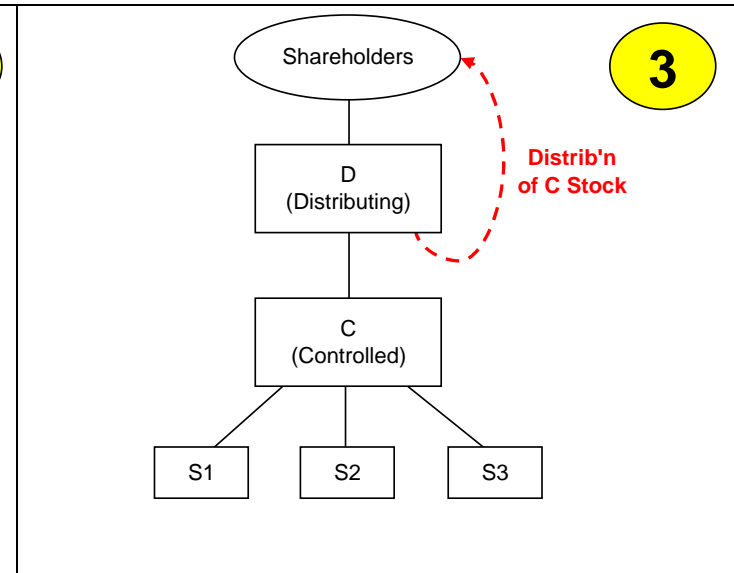 Shareholders
3
D
(Distributing)
Distrib'n
of C Stock
C
(Controlled)
S1
S2
S3